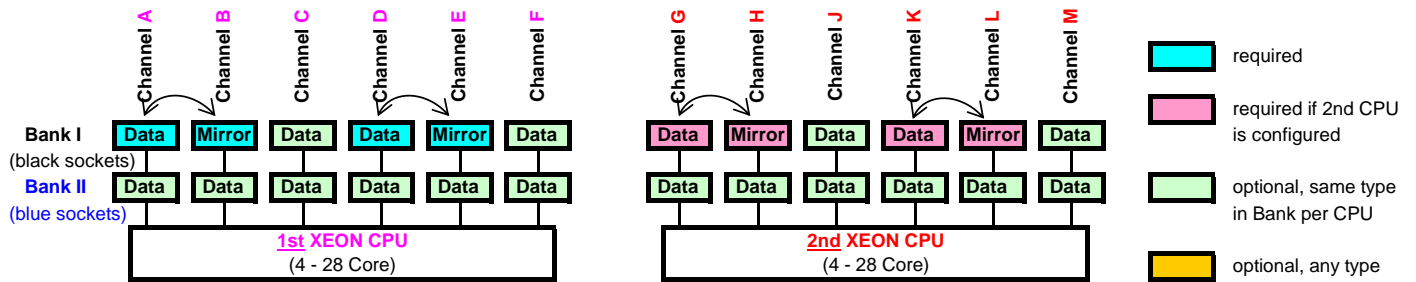 Channel A Channel B Channel C Channel D Channel E Channel F Channel G Channel H Channel J Channel K Channel L Channel M
required
required if 2nd CPU
is configured
Bank I Data Mirror Data Data Mirror Data Data Mirror Data Data Mirror Data
(black sockets)
Bank II Data Data Data Data Data Data Data Data Data Data Data Data
(blue sockets)
optional, same type
in Bank per CPU
1st XEON CPU 2nd XEON CPU
(4 - 28 Core) (4 - 28 Core)
optional, any type